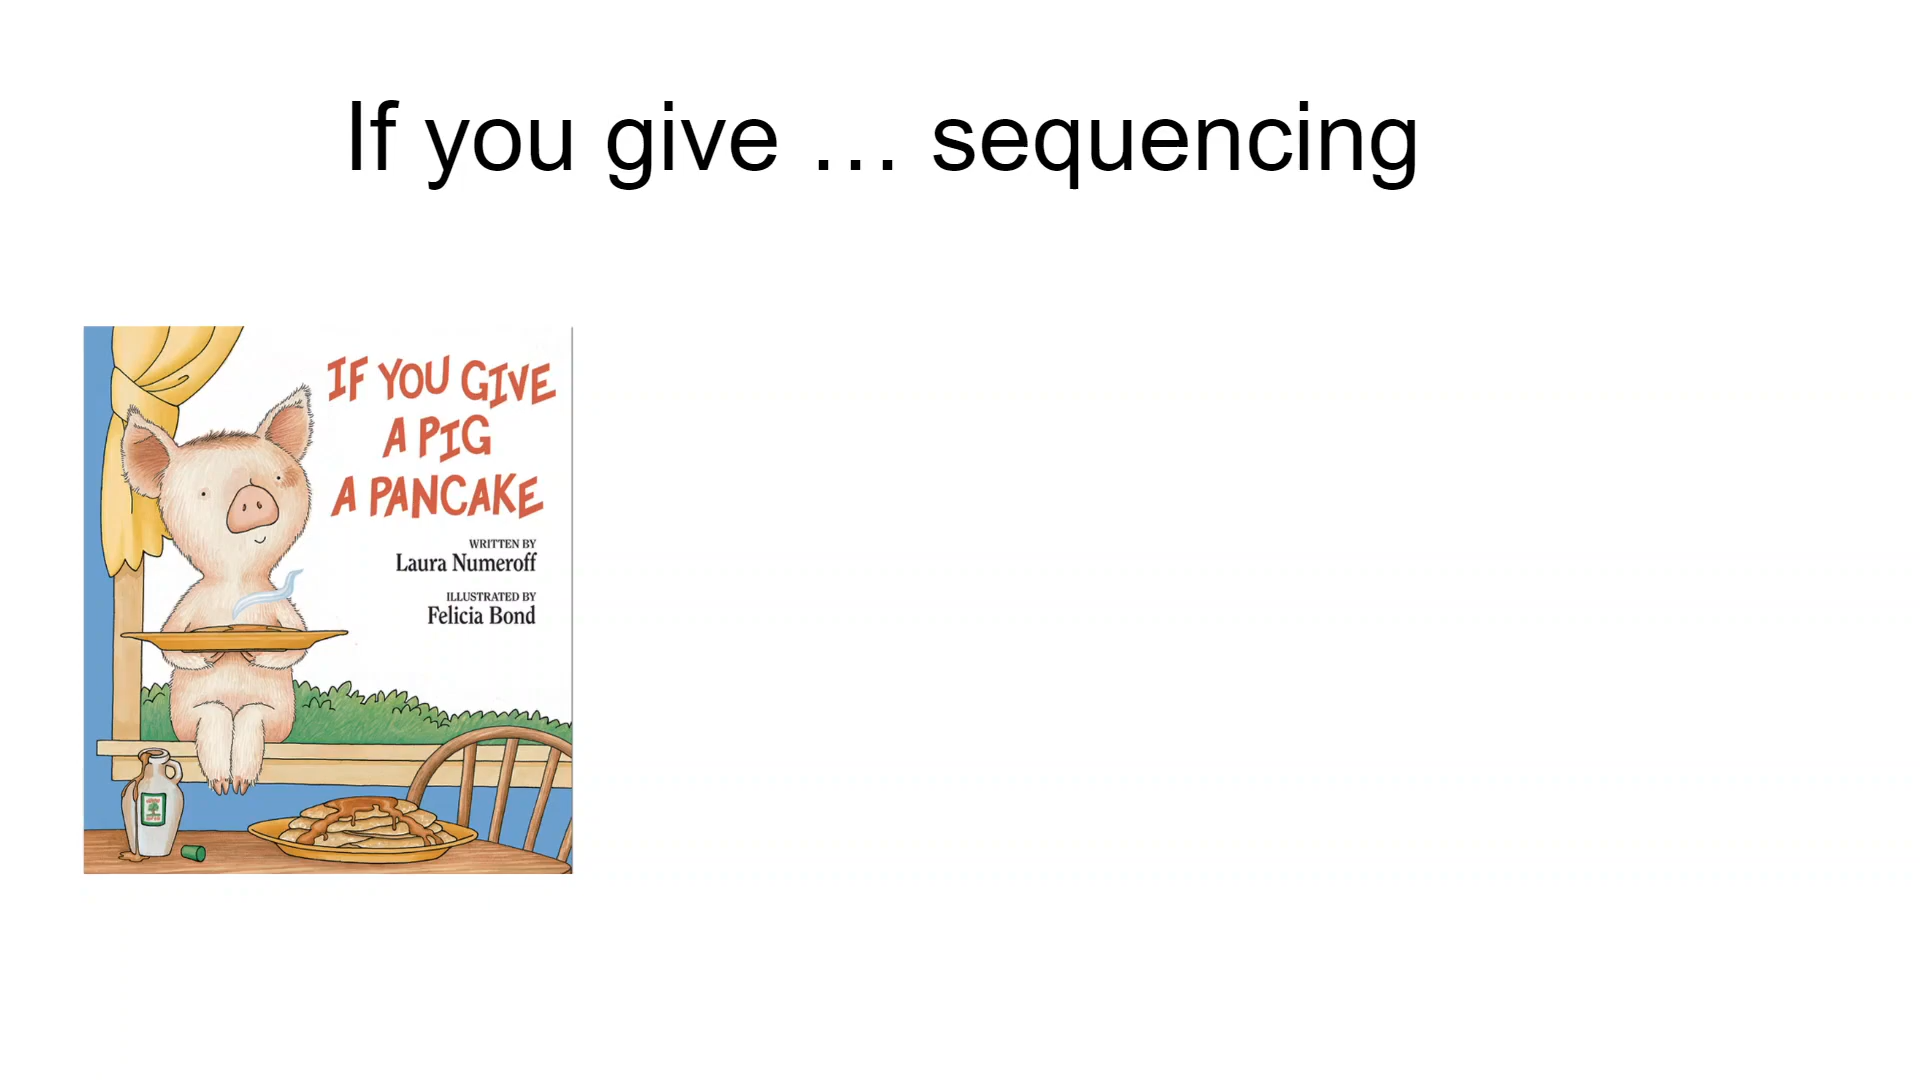 If you give … sequencing
IF YOU GIVE
A PIG
A PANCAKE
WRITTEN BY
Laura Numeroff
ILLUSTRATED BY
Felicia Bond